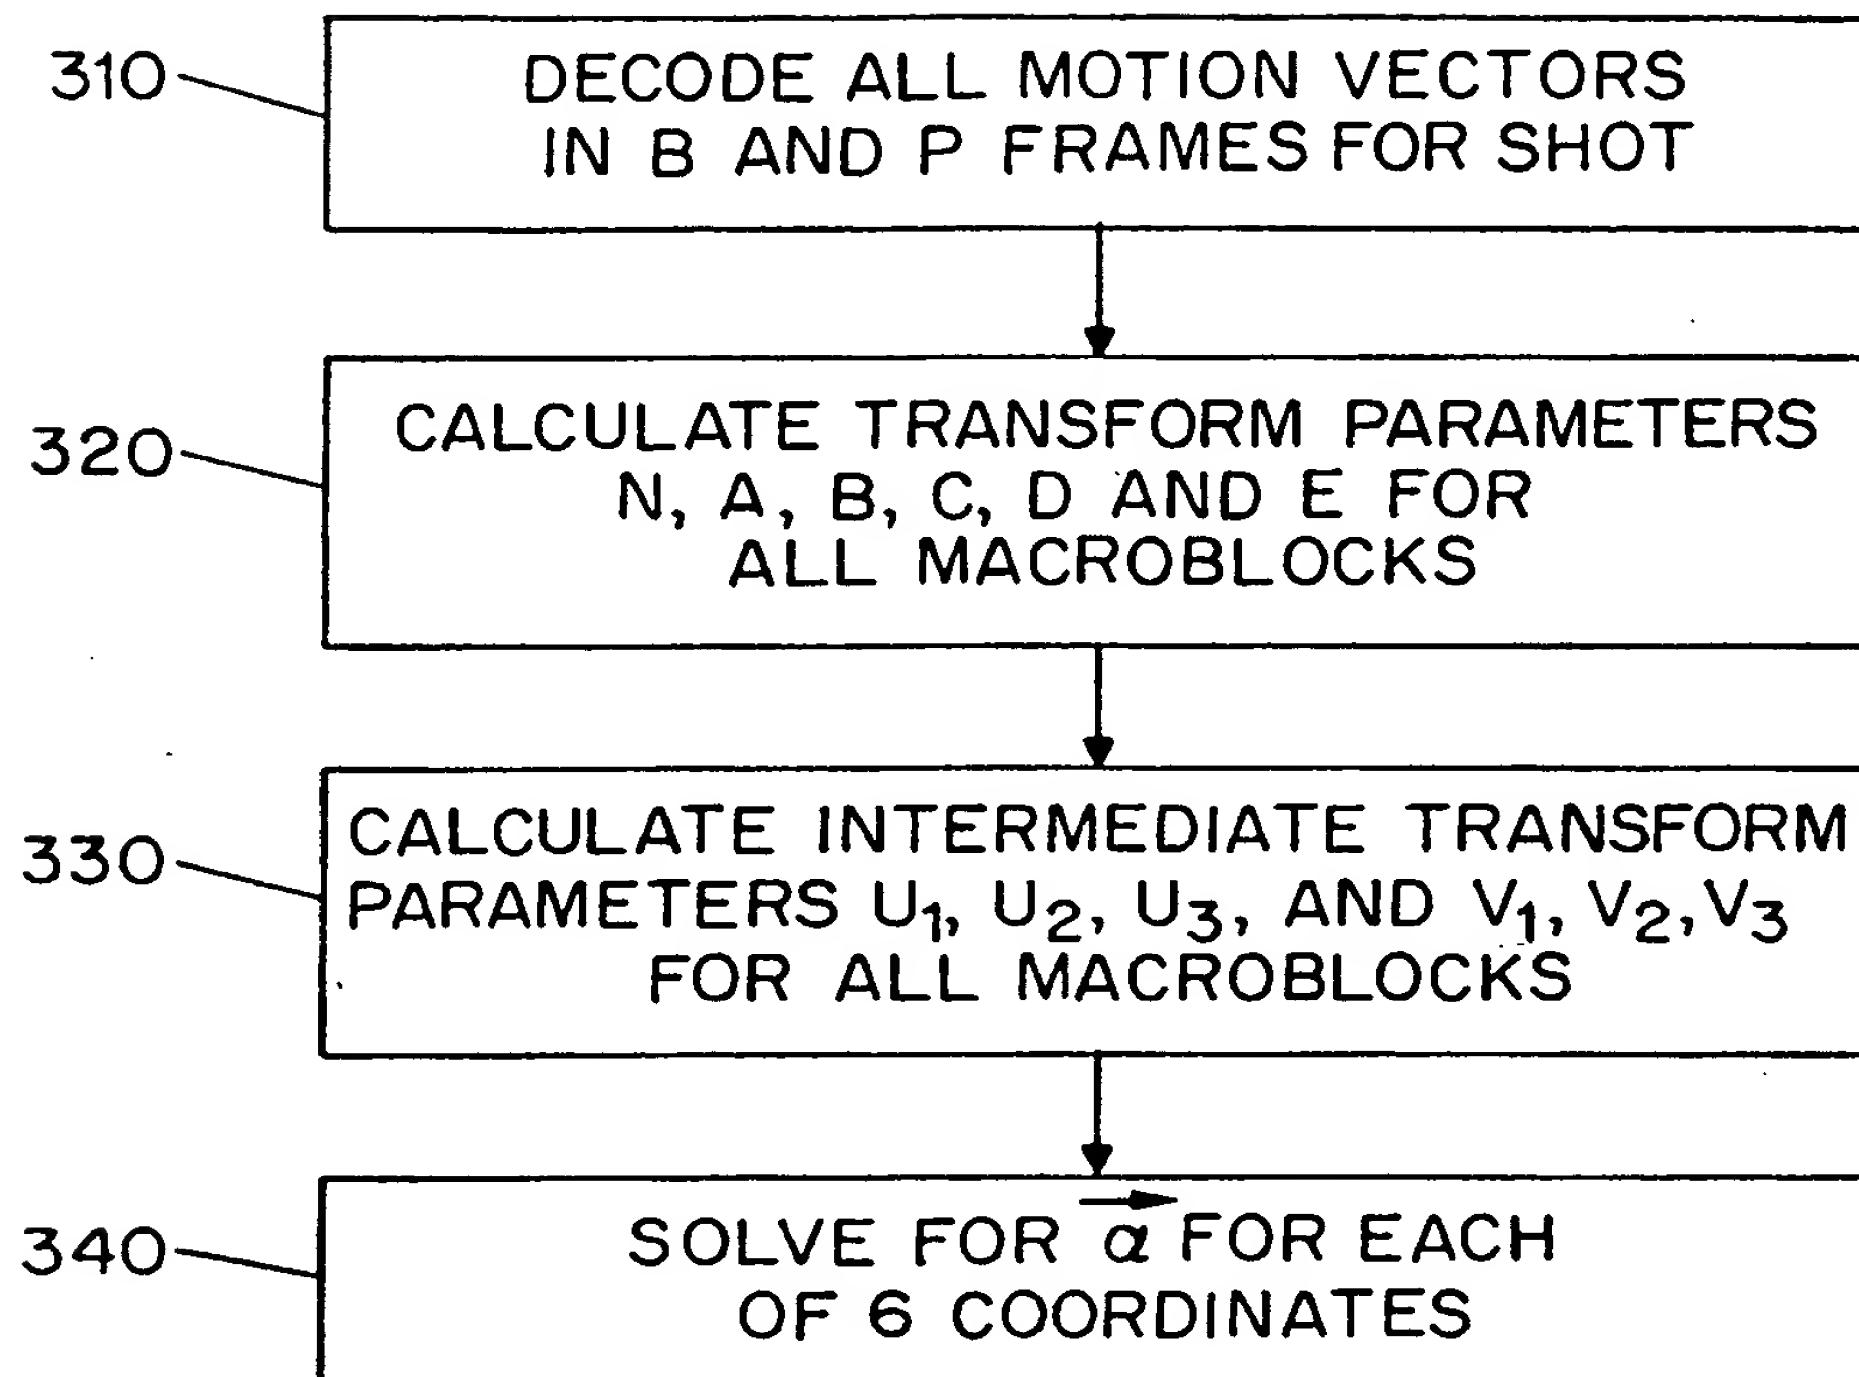 310
DECODE ALL MOTION VECTORS
IN B AND P FRAMES FOR SHOT
320
CALCULATE TRANSFORM PARAMETERS
N, A, B, C, D AND E FOR
ALL MACROBLOCKS
330
CALCULATE INTERMEDIATE TRANSFORM
PARAMETERS U₁, U₂, U₃, AND V₁, V₂, V₃
FOR ALL MACROBLOCKS
340
SOLVE FOR α⃗ FOR EACH
OF 6 COORDINATES